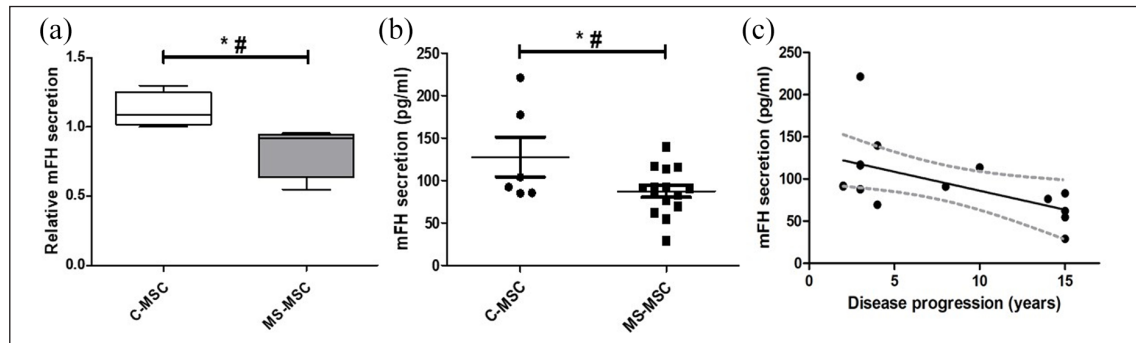 (a)
* #
Relative mFH secretion
1.5
1.0
0.5
0.0
C-MSC
MS-MSC
(b)
* #
mFH secretion (pg/ml)
250
200
150
100
50
0
C-MSC
MS-MSC
(c)
mFH secretion (pg/ml)
250
200
150
100
50
0
0 5 10 15
Disease progression (years)